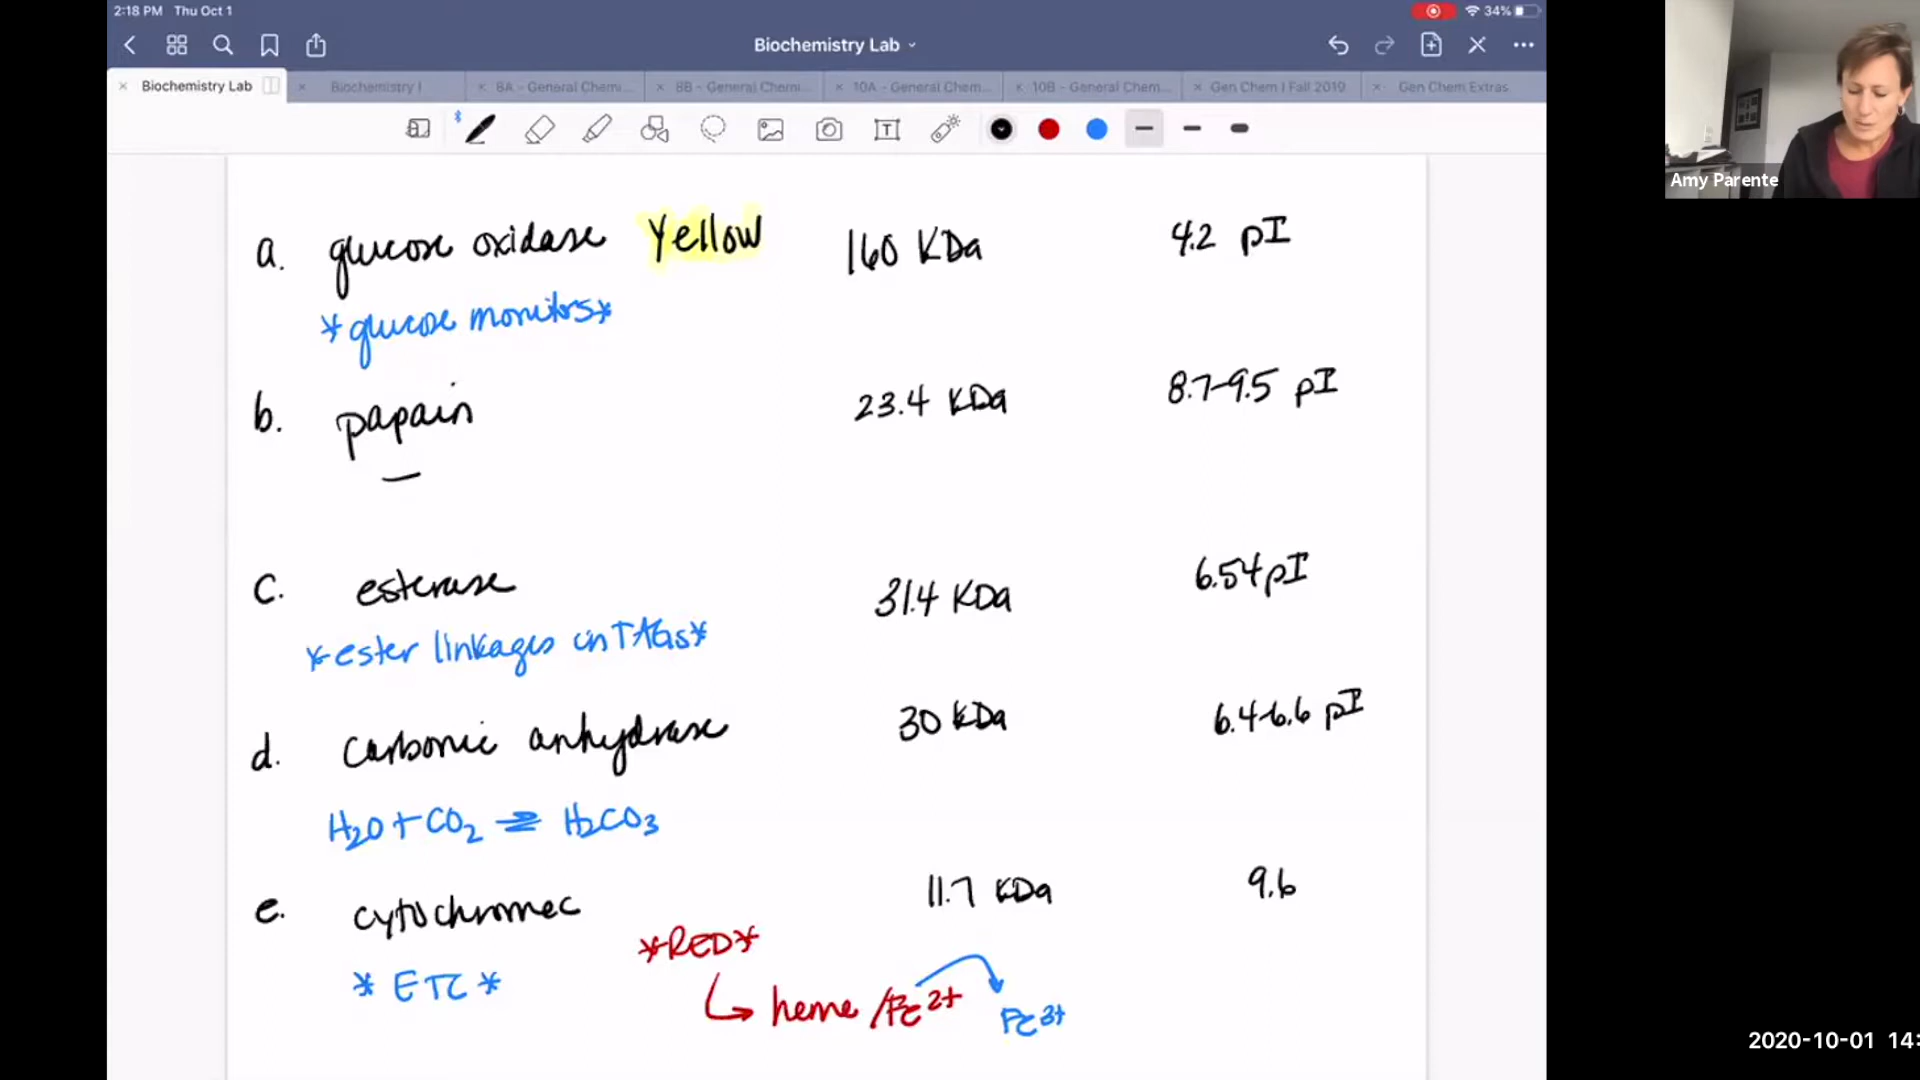 2:18 PM Thu Oct 1
34%
Biochemistry Lab
Biochemistry Lab
Biochemistry I
8A - General Chemi...
8B - General Chemi...
10A - General Chem...
10B - General Chem...
Gen Chem I Fall 2019
Gen Chem Extras
Amy Parente
a. glucose oxidase Yellow 160 KDa 4.2 pI
*glucose monitors*
b. papain 23.4 KDa 8.7-9.5 pI
c. esterase 31.4 KDa 6.54 pI
*ester linkages in TAGs*
d. carbonic anhydrase 30 KDa 6.4-6.6 pI
H2O + CO2 ⇌ H2CO3
e. cytochrome c 11.7 KDa 9.6
*RED*
* ETC *
heme /Fe2+
Fe3+
2020-10-01 14: